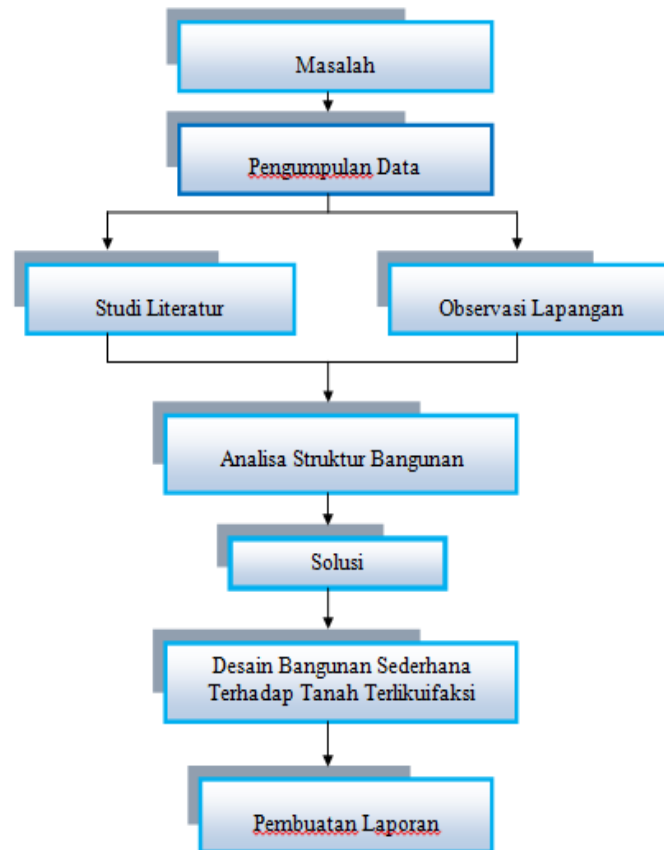 Masalah
Pengumpulan Data
Studi Literatur
Observasi Lapangan
Analisa Struktur Bangunan
Solusi
Desain Bangunan Sederhana
Terhadap Tanah Terlikuifaksi
Pembuatan Laporan